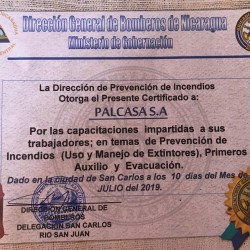 Dirección General de Bomberos de Nicaragua
Ministerio de Gobernación
La Dirección de Prevención de Incendios
Otorga el Presente Certificado a:
PALCASA S.A
Por las capacitaciones impartidas a sus
trabajadores; en temas de Prevención de
Incendios (Uso y Manejo de Extintores), Primeros
Auxilio y Evacuación.
Dado en la ciudad de San Carlos a los 10 días del Mes de
JULIO del 2019.
DIRECCIÓN GENERAL DE
BOMBEROS
DELEGACIÓN SAN CARLOS
RIO SAN JUAN